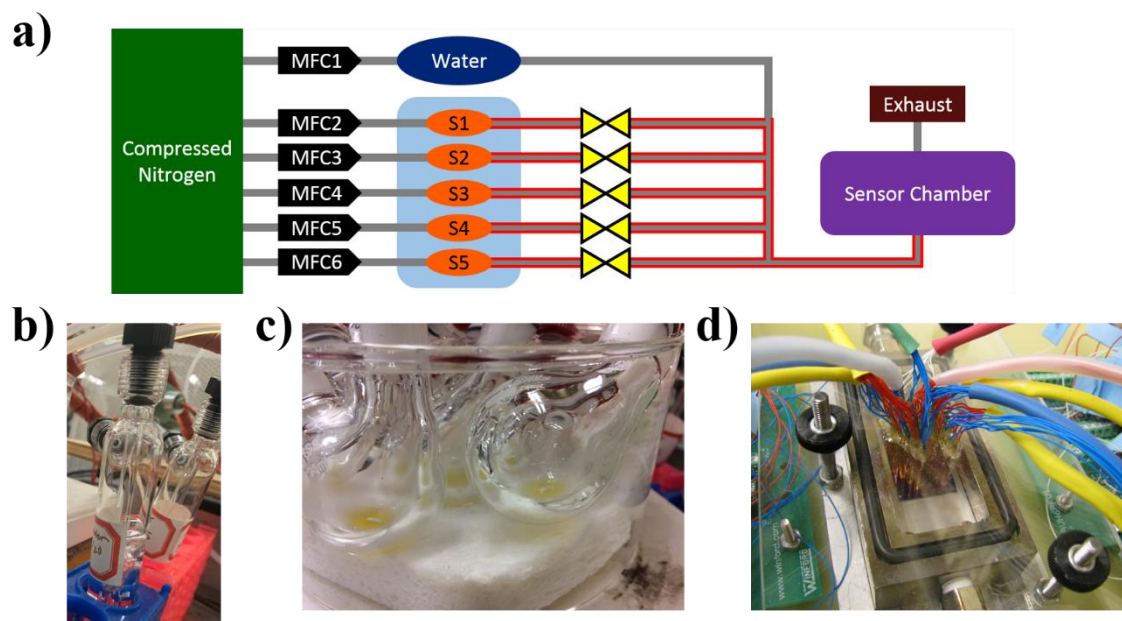 a)
MFC1
Water
MFC2
S1
Exhaust
Compressed
Nitrogen
MFC3
S2
MFC4
S3
Sensor Chamber
MFC5
S4
MFC6
S5
b)
c)
d)